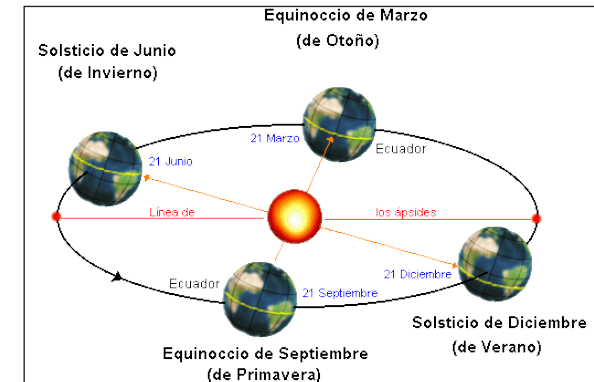 Equinoccio de Marzo
(de Otoño)
Solsticio de Junio
(de Invierno)
21 Marzo
Ecuador
21 Junio
Línea de
los ápsides
Ecuador
21 Septiembre
21 Diciembre
Solsticio de Diciembre
(de Verano)
Equinoccio de Septiembre
(de Primavera)